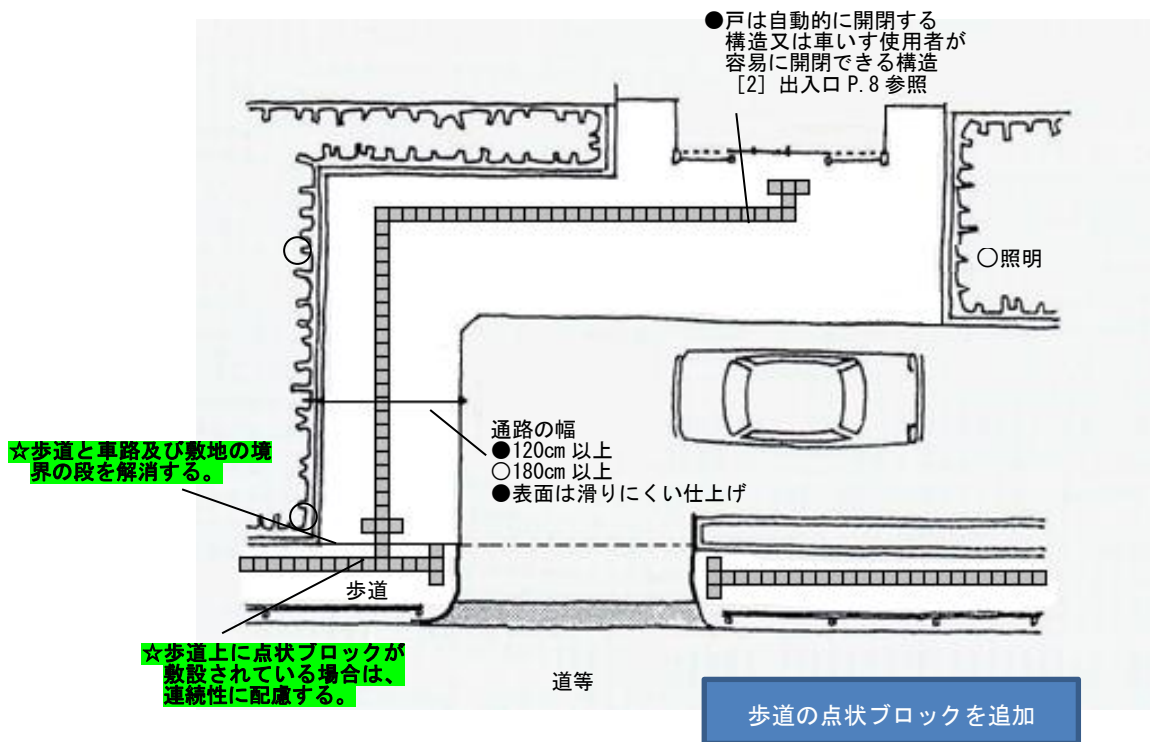 ●戸は自動的に開閉する
構造又は車いす使用者が
容易に開閉できる構造
[2] 出入口 P.8 参照
○照明
通路の幅
●120cm 以上
○180cm 以上
●表面は滑りにくい仕上げ
☆歩道と車路及び敷地の境
界の段を解消する。
歩道
☆歩道上に点状ブロックが
敷設されている場合は、
連続性に配慮する。
道等
歩道の点状ブロックを追加